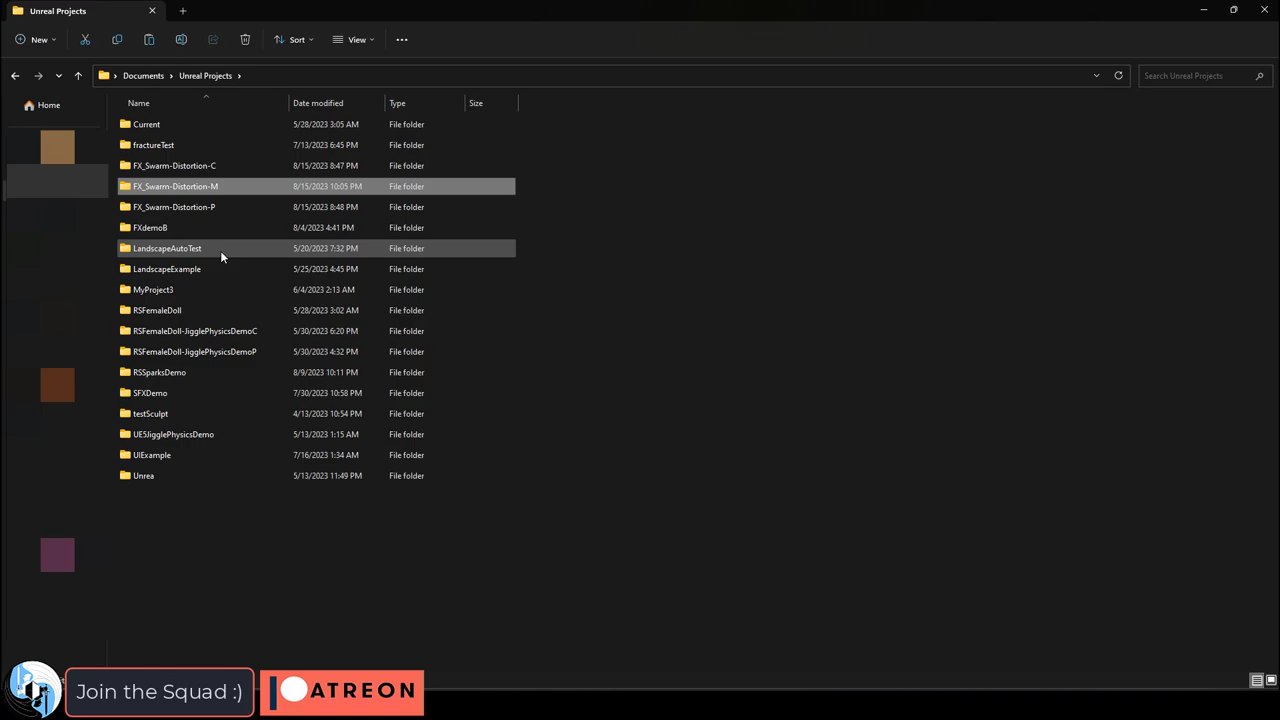 Unreal Projects
New
Sort
View
Documents
Unreal Projects
Search Unreal Projects
Home
Name
Date modified
Type
Size
Current 5/28/2023 3:05 AM File folder
fractureTest 7/13/2023 6:45 PM File folder
FX_Swarm-Distortion-C 8/15/2023 8:47 PM File folder
FX_Swarm-Distortion-M 8/15/2023 10:05 PM File folder
FX_Swarm-Distortion-P 8/15/2023 8:48 PM File folder
FXdemoB 8/4/2023 4:41 PM File folder
LandscapeAutoTest 5/20/2023 7:32 PM File folder
LandscapeExample 5/25/2023 4:45 PM File folder
MyProject3 6/4/2023 2:13 AM File folder
RSFemaleDoll 5/28/2023 3:02 AM File folder
RSFemaleDoll-JigglePhysicsDemoC 5/30/2023 6:20 PM File folder
RSFemaleDoll-JigglePhysicsDemoP 5/30/2023 4:32 PM File folder
RSSparksDemo 8/9/2023 10:11 PM File folder
SFXDemo 7/30/2023 10:58 PM File folder
testSculpt 4/13/2023 10:54 PM File folder
UE5JigglePhysicsDemo 5/13/2023 1:15 AM File folder
UIExample 7/16/2023 1:34 AM File folder
Unrea 5/13/2023 11:49 PM File folder
Join the Squad :)
PATREON